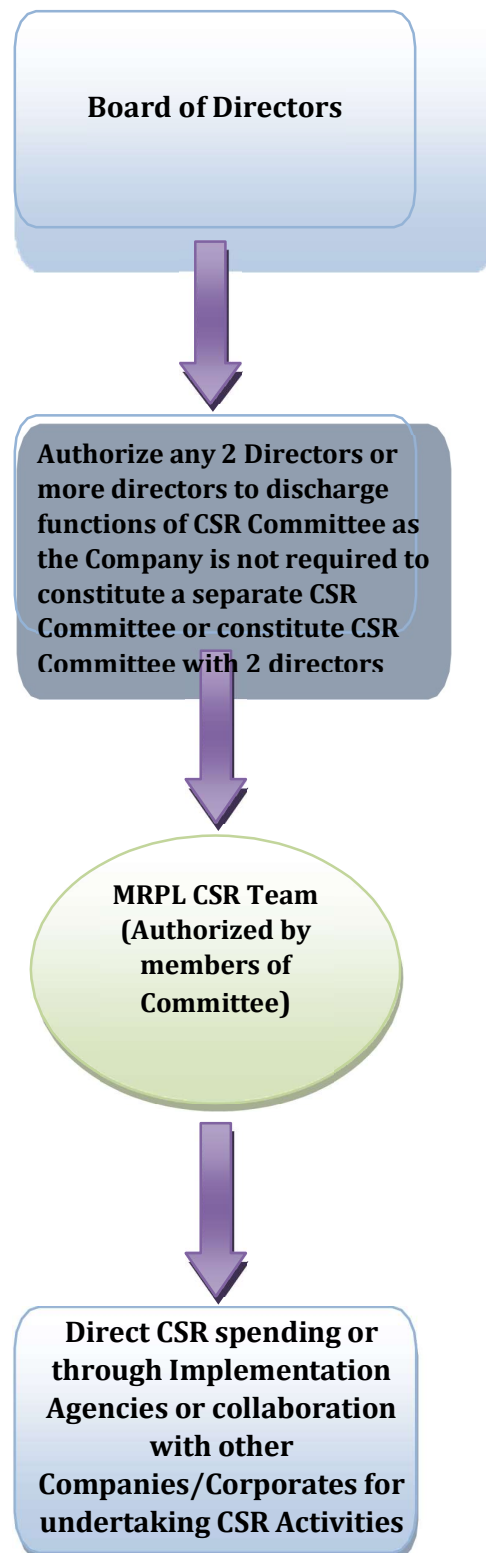 Board of Directors
Authorize any 2 Directors or
more directors to discharge
functions of CSR Committee as
the Company is not required to
constitute a separate CSR
Committee or constitute CSR
Committee with 2 directors
MRPL CSR Team
(Authorized by
members of
Committee)
Direct CSR spending or
through Implementation
Agencies or collaboration
with other
Companies/Corporates for
undertaking CSR Activities